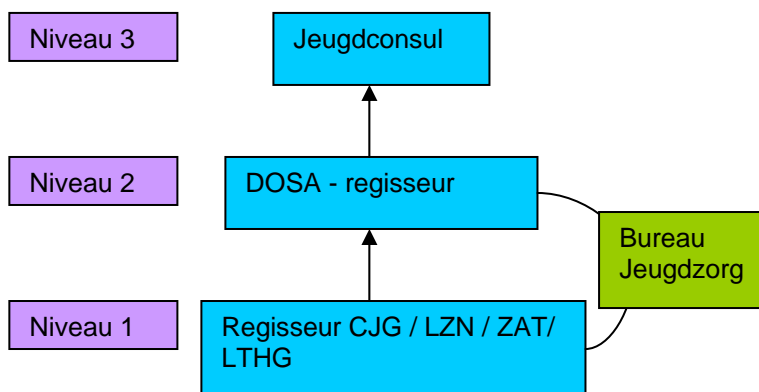 Niveau 3
Jeugdconsul
Niveau 2
DOSA - regisseur
Bureau
Jeugdzorg
Niveau 1
Regisseur CJG / LZN / ZAT/
LTHG